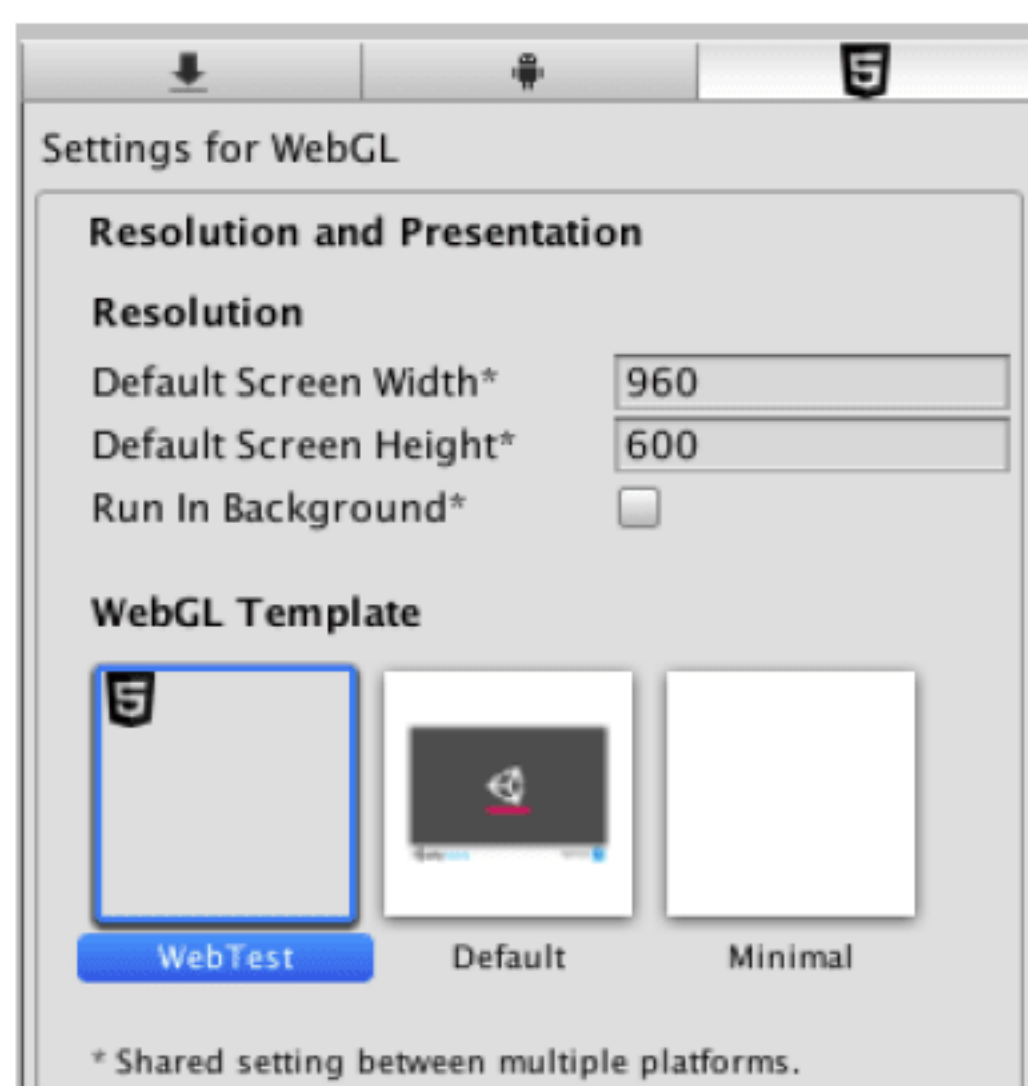 Settings for WebGL
Resolution and Presentation
Resolution
Default Screen Width* 960
Default Screen Height* 600
Run In Background*
WebGL Template
WebTest Default Minimal
* Shared setting between multiple platforms.